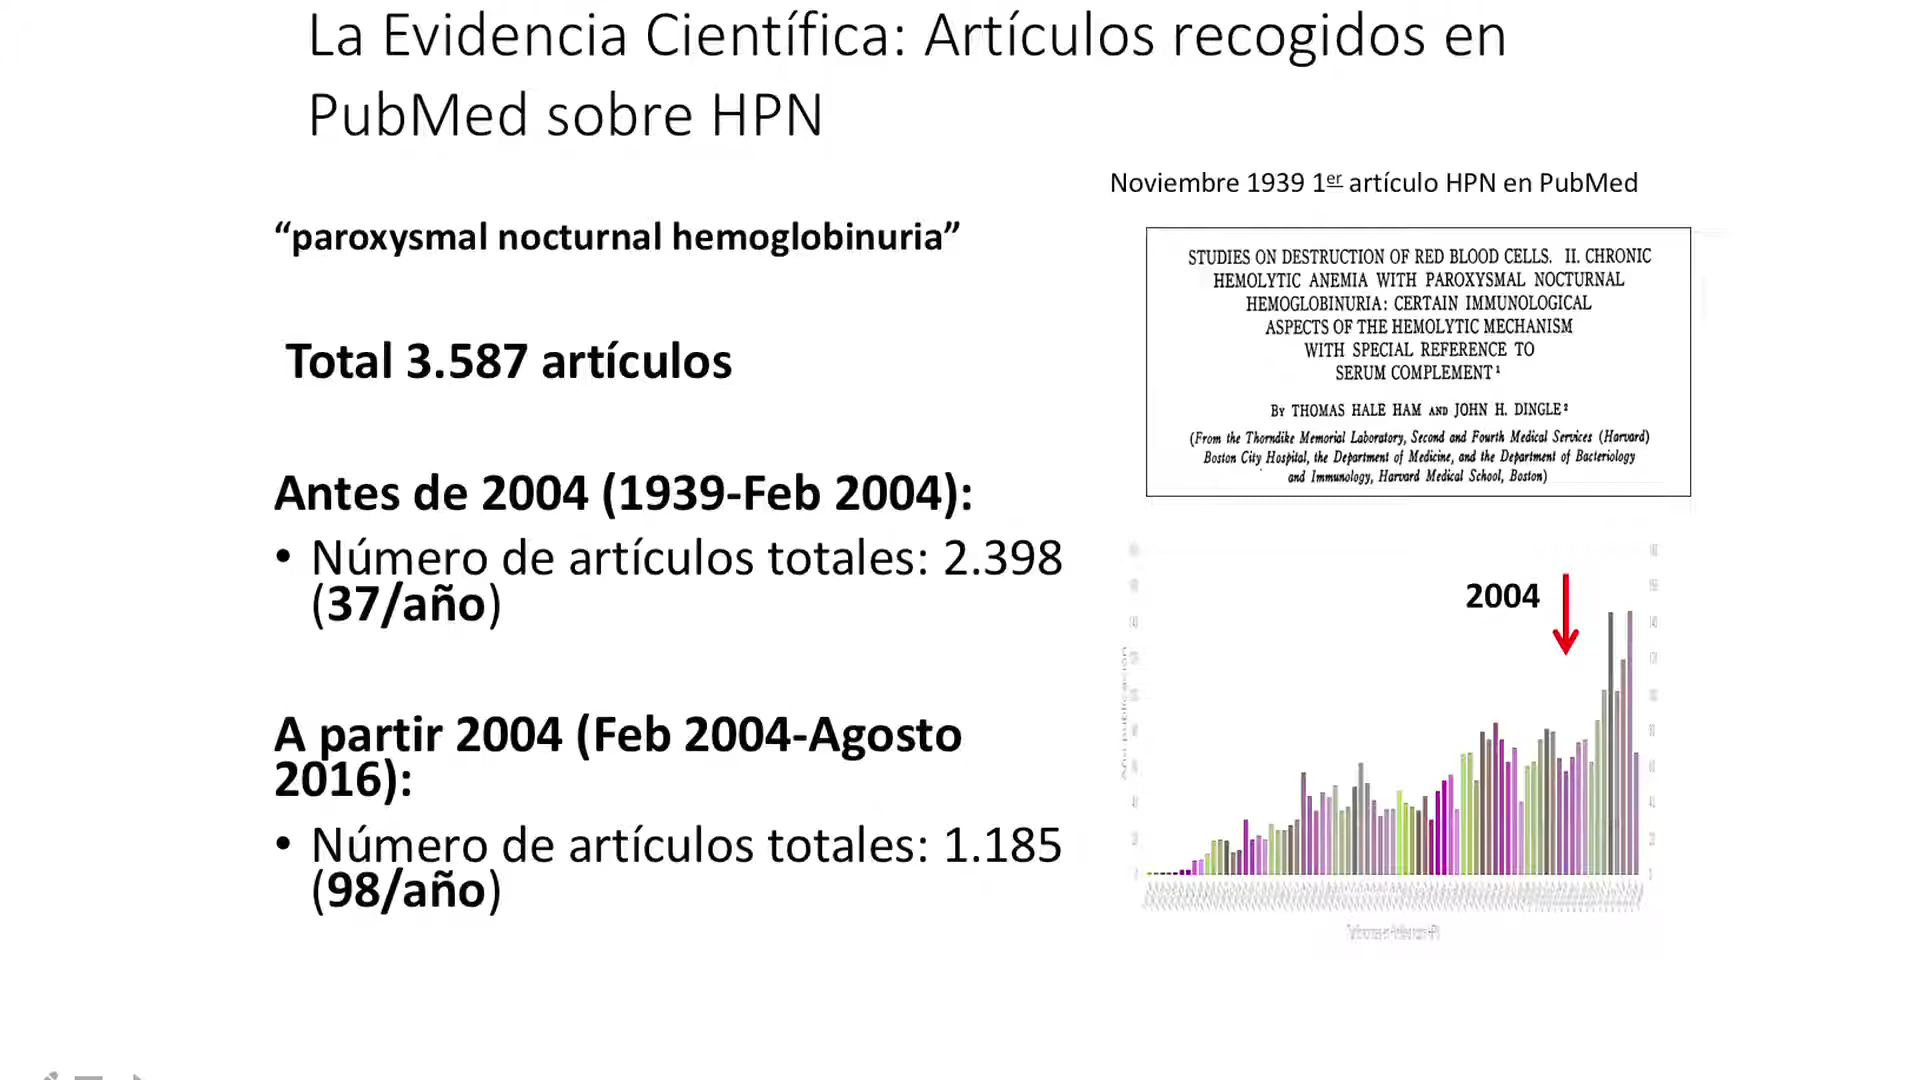 La Evidencia Científica: Artículos recogidos en
PubMed sobre HPN
“paroxysmal nocturnal hemoglobinuria”
Total 3.587 artículos
Antes de 2004 (1939-Feb 2004):
• Número de artículos totales: 2.398
(37/año)
A partir 2004 (Feb 2004-Agosto
2016):
• Número de artículos totales: 1.185
(98/año)
Noviembre 1939 1er artículo HPN en PubMed
STUDIES ON DESTRUCTION OF RED BLOOD CELLS. II. CHRONIC
HEMOLYTIC ANEMIA WITH PAROXYSMAL NOCTURNAL
HEMOGLOBINURIA: CERTAIN IMMUNOLOGICAL
ASPECTS OF THE HEMOLYTIC MECHANISM
WITH SPECIAL REFERENCE TO
SERUM COMPLEMENT ¹
BY THOMAS HALE HAM AND JOHN H. DINGLE ²
(From the Thorndike Memorial Laboratory, Second and Fourth Medical Services (Harvard)
Boston City Hospital, the Department of Medicine, and the Department of Bacteriology
and Immunology, Harvard Medical School, Boston)
2004
Año publicación